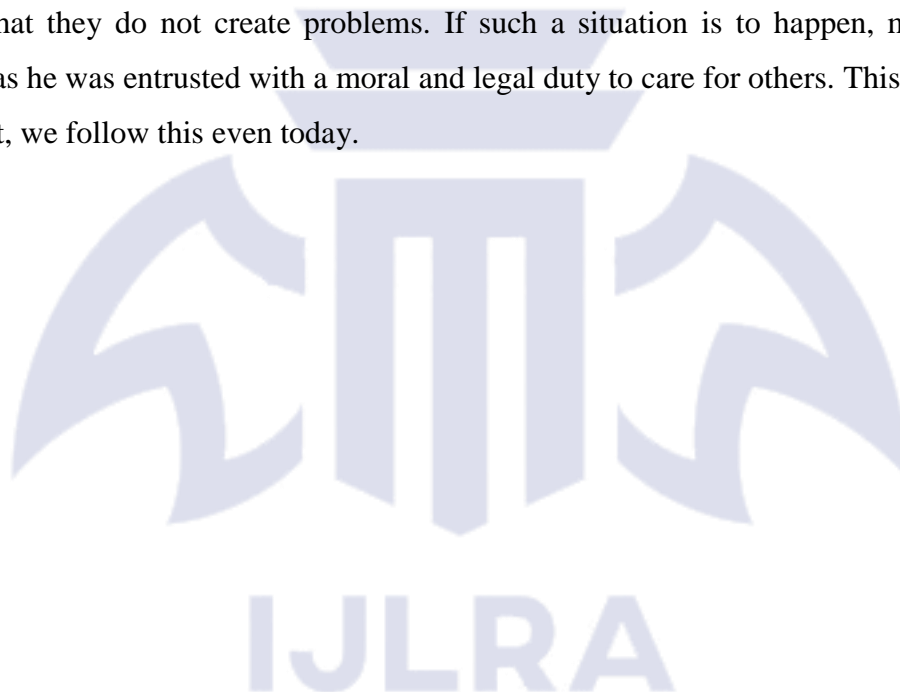 hat they do not create problems. If such a situation is to happen,
as he was entrusted with a moral and legal duty to care for others. This
, we follow this even today.
IJLRA